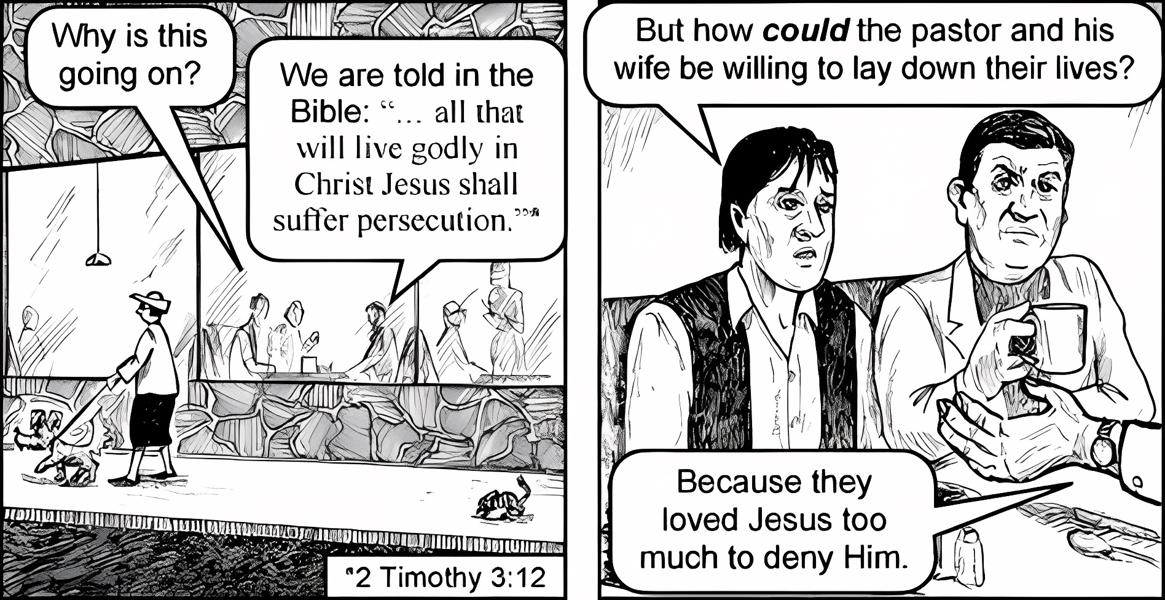 Why is this
going on?
We are told in the
Bible: “... all that
will live godly in
Christ Jesus shall
suffer persecution.”*
*2 Timothy 3:12
But how could the pastor and his
wife be willing to lay down their lives?
Because they
loved Jesus too
much to deny Him.